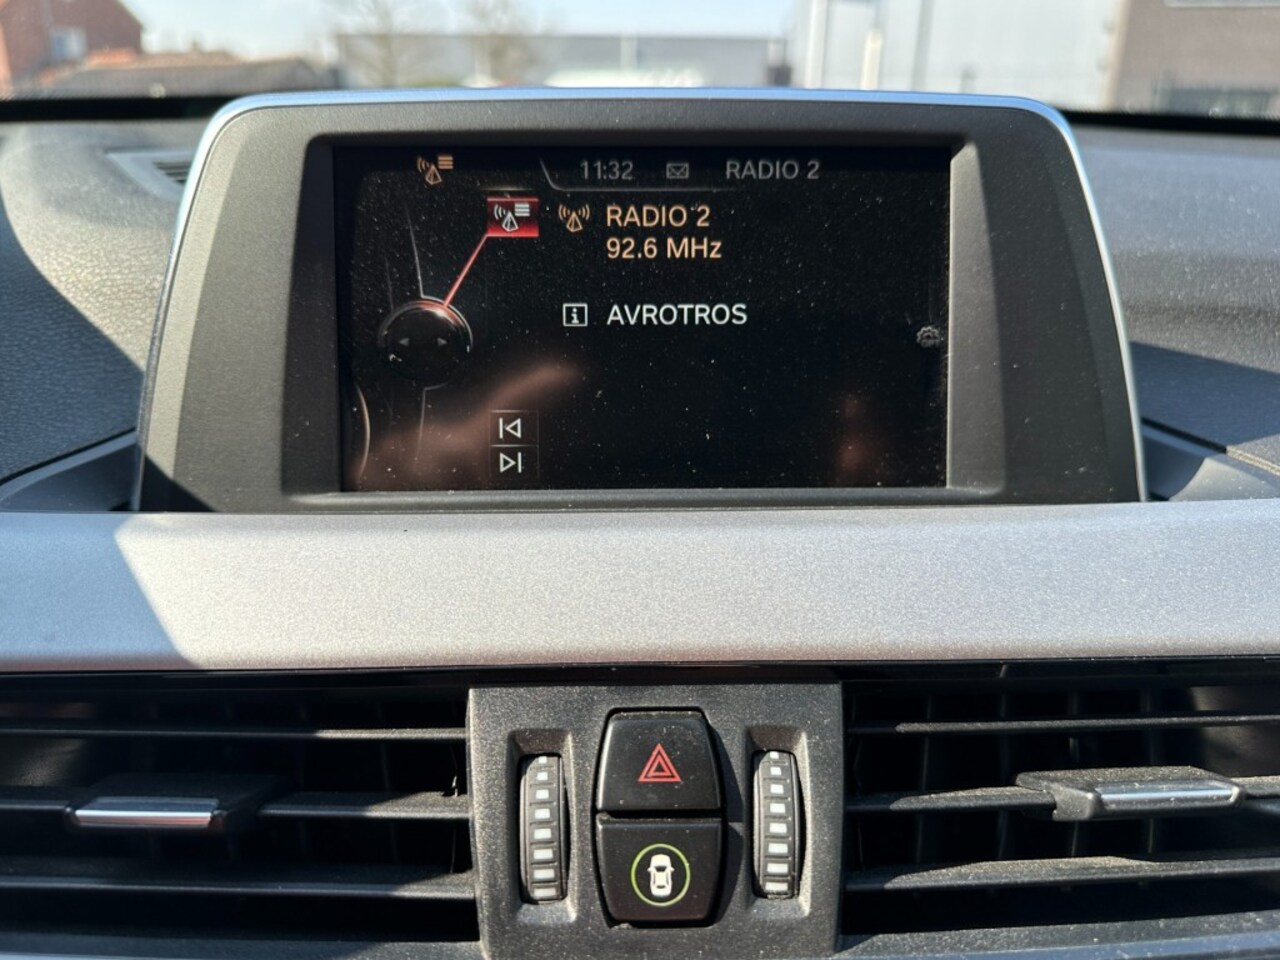 11:32 RADIO 2
RADIO 2
92.6 MHz
i AVROTROS